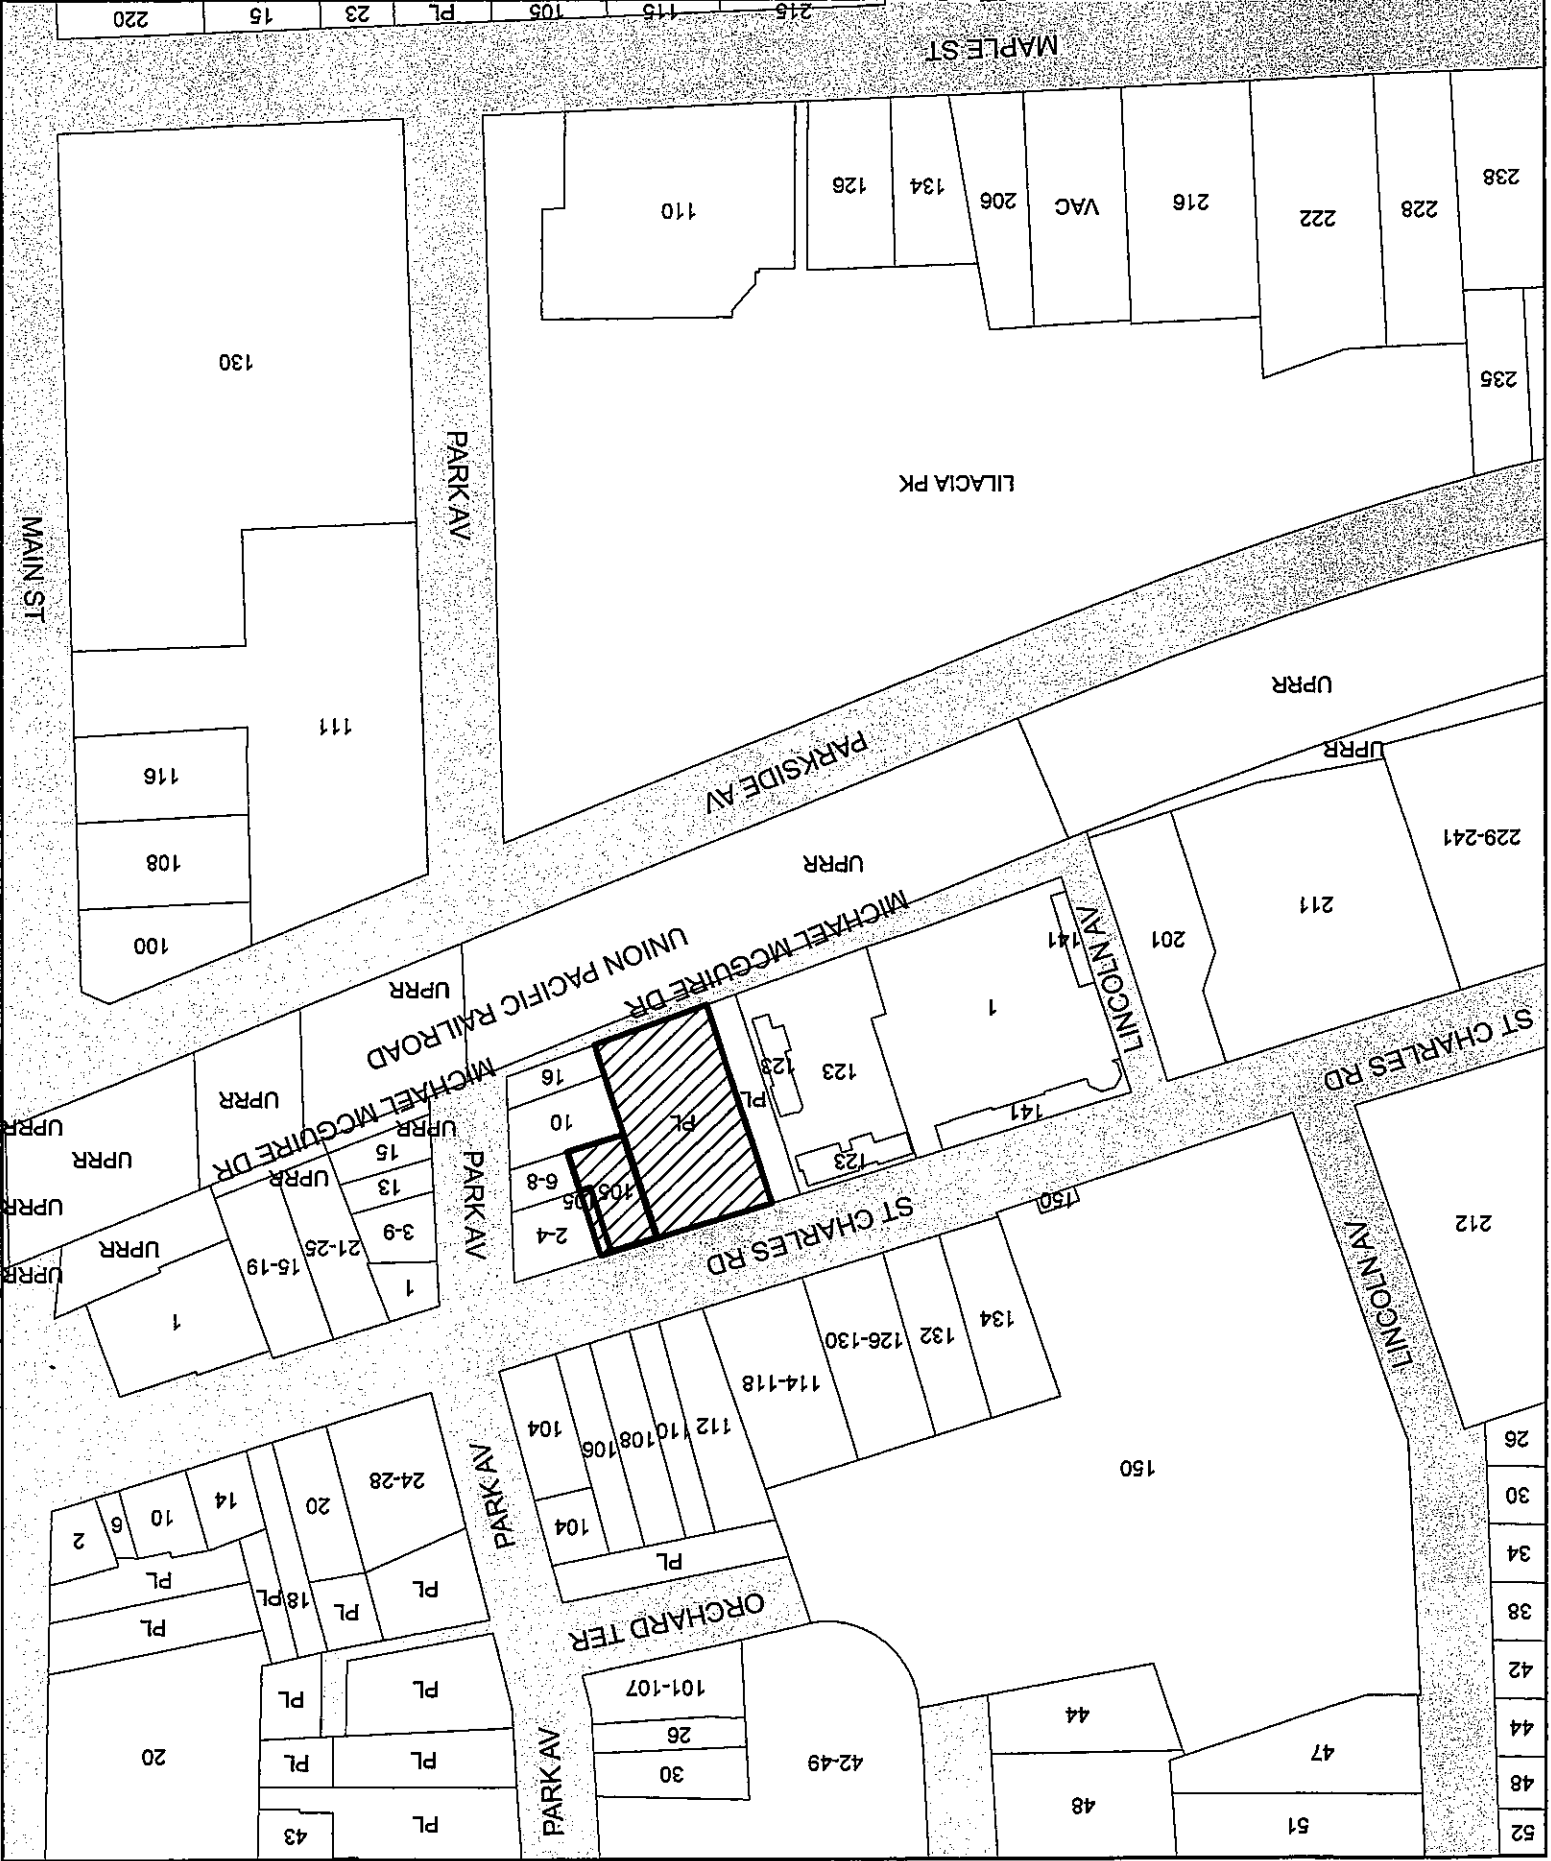 52
51
43
PL
48
48
47
42-49
30
PL
PL
20
PARK AV
44
44
26
42
101-107
PL
PL
38
ORCHARD TER
PL
PL
18
PL
PL
PL
34
PL
104
2
6
10
14
20
24-28
PARK AV
30
150
26
112
110
108
106
104
LINCOLN AV
114-118
126-130
132
134
1
1
15-19
21-25
3-9
212
ST CHARLES RD
150
2-4
105
105
6-8
UPRR
UPRR
UPRR
UPRR
PARK AV
13
15
UPRR
UPRR
UPRR
123
PL
10
16
141
ST CHARLES RD
LINCOLN AV
1
123
123
PL
MICHAEL MCGUIRE DR
MICHAEL MCGUIRE DR
UNION PACIFIC RAILROAD
UPRR
UPRR
UPRR
141
201
211
229-241
UPRR
UPRR
UPRR
100
108
116
111
PARKSIDE AV
MAIN ST
LILACIA PK
PARK AV
235
130
238
228
222
216
VAC
206
134
126
110
MAPLE ST
215
115
105
PL
23
15
220